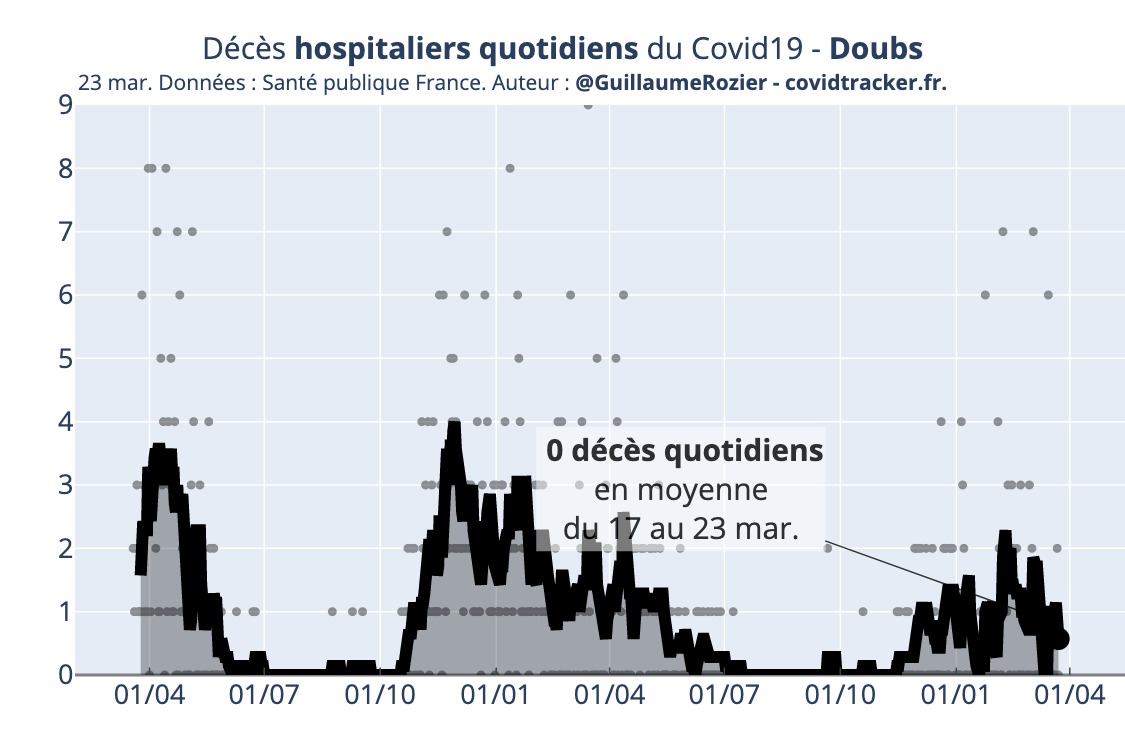 Décès hospitaliers quotidiens du Covid19 - Doubs
23 mar. Données : Santé publique France. Auteur : @GuillaumeRozier - covidtracker.fr.
9
8
7
6
5
4
0 décès quotidiens
3
en moyenne
du 17 au 23 mar.
2
1
0
01/04 01/07 01/10 01/01 01/04 01/07 01/10 01/01 01/04